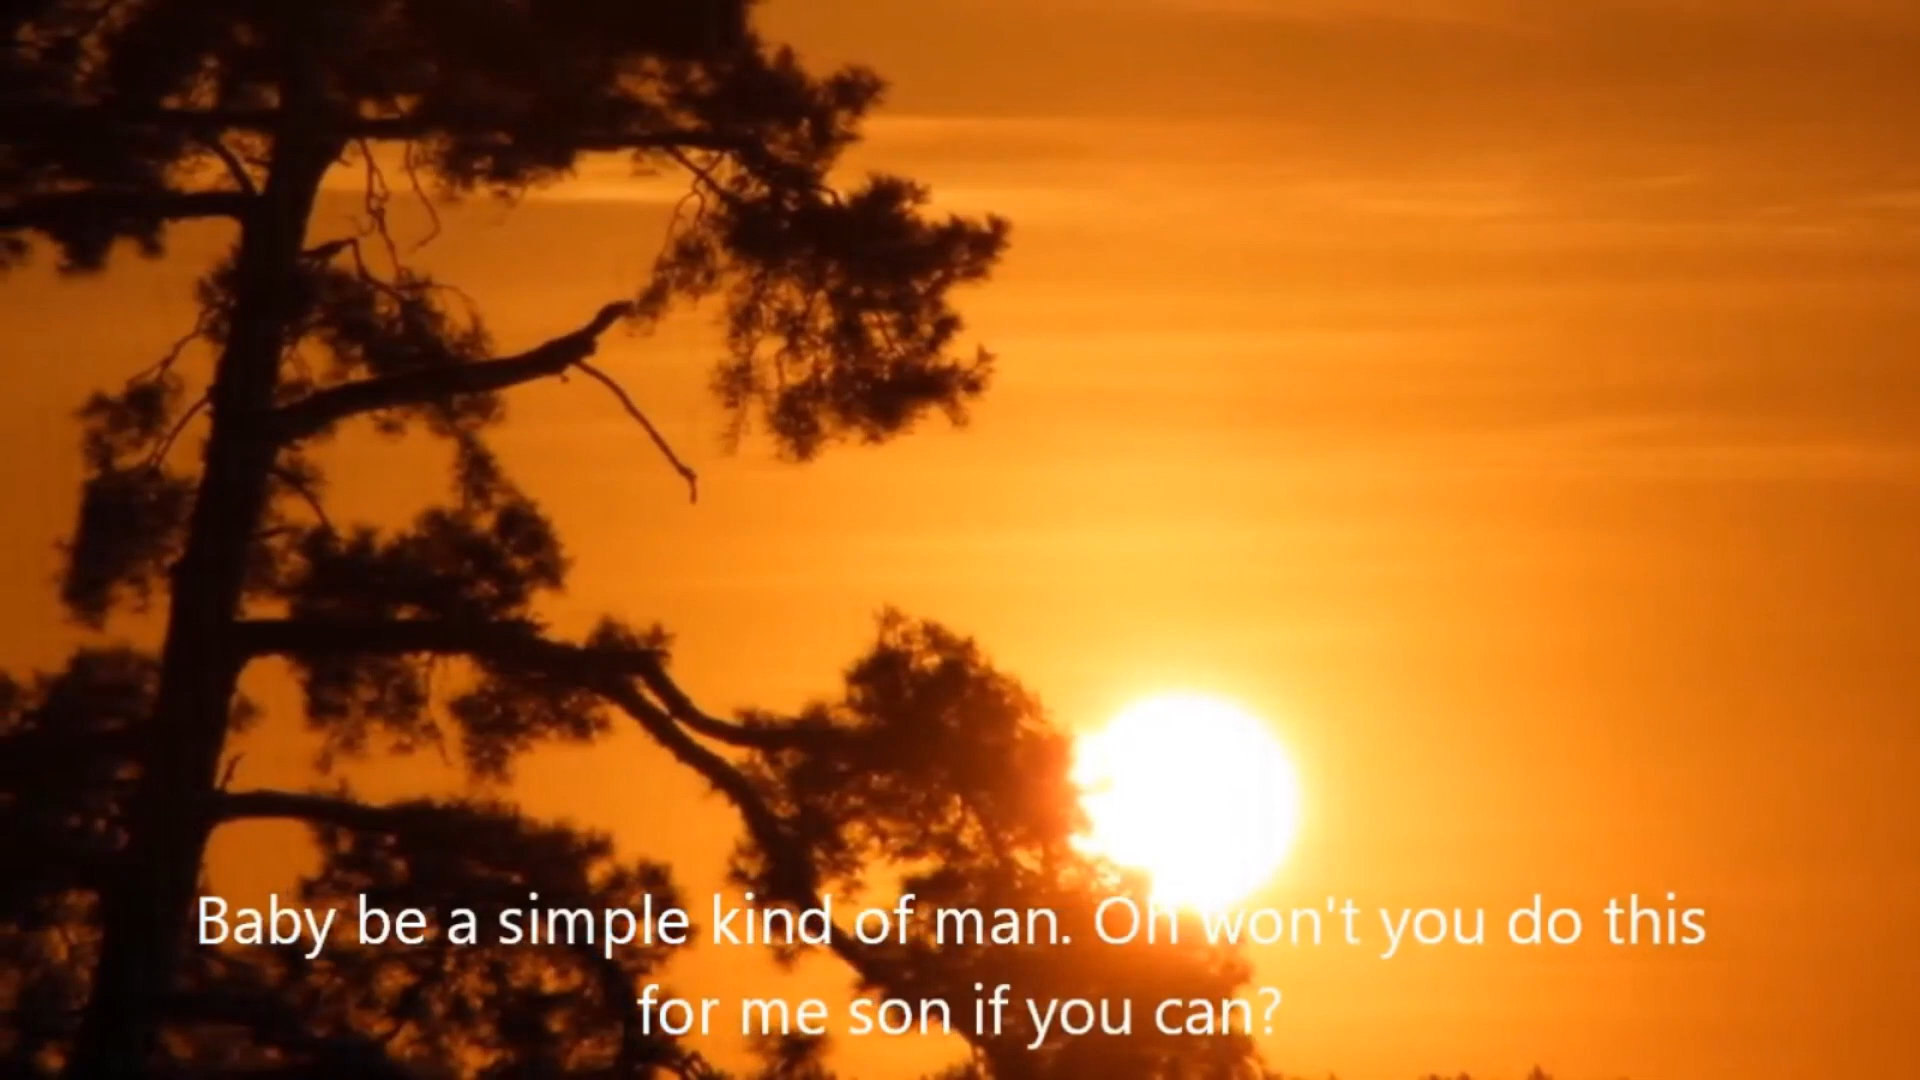 Baby be a simple kind of man. Oh won't you do this
for me son if you can?